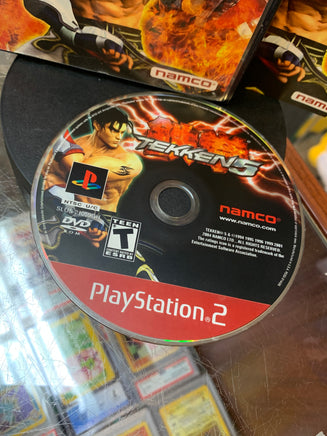 namco
TEKKEN 5
NTSC U/C
DVD
ROM
TEEN
T
ESRB
namco
www.namco.com
TEKKEN® 5 & ©1994 1995 1996 1999 2001
2004 NAMCO LTD., ALL RIGHTS RESERVED
The ratings icon is a registered trademark of the
Entertainment Software Association.
PlayStation®2